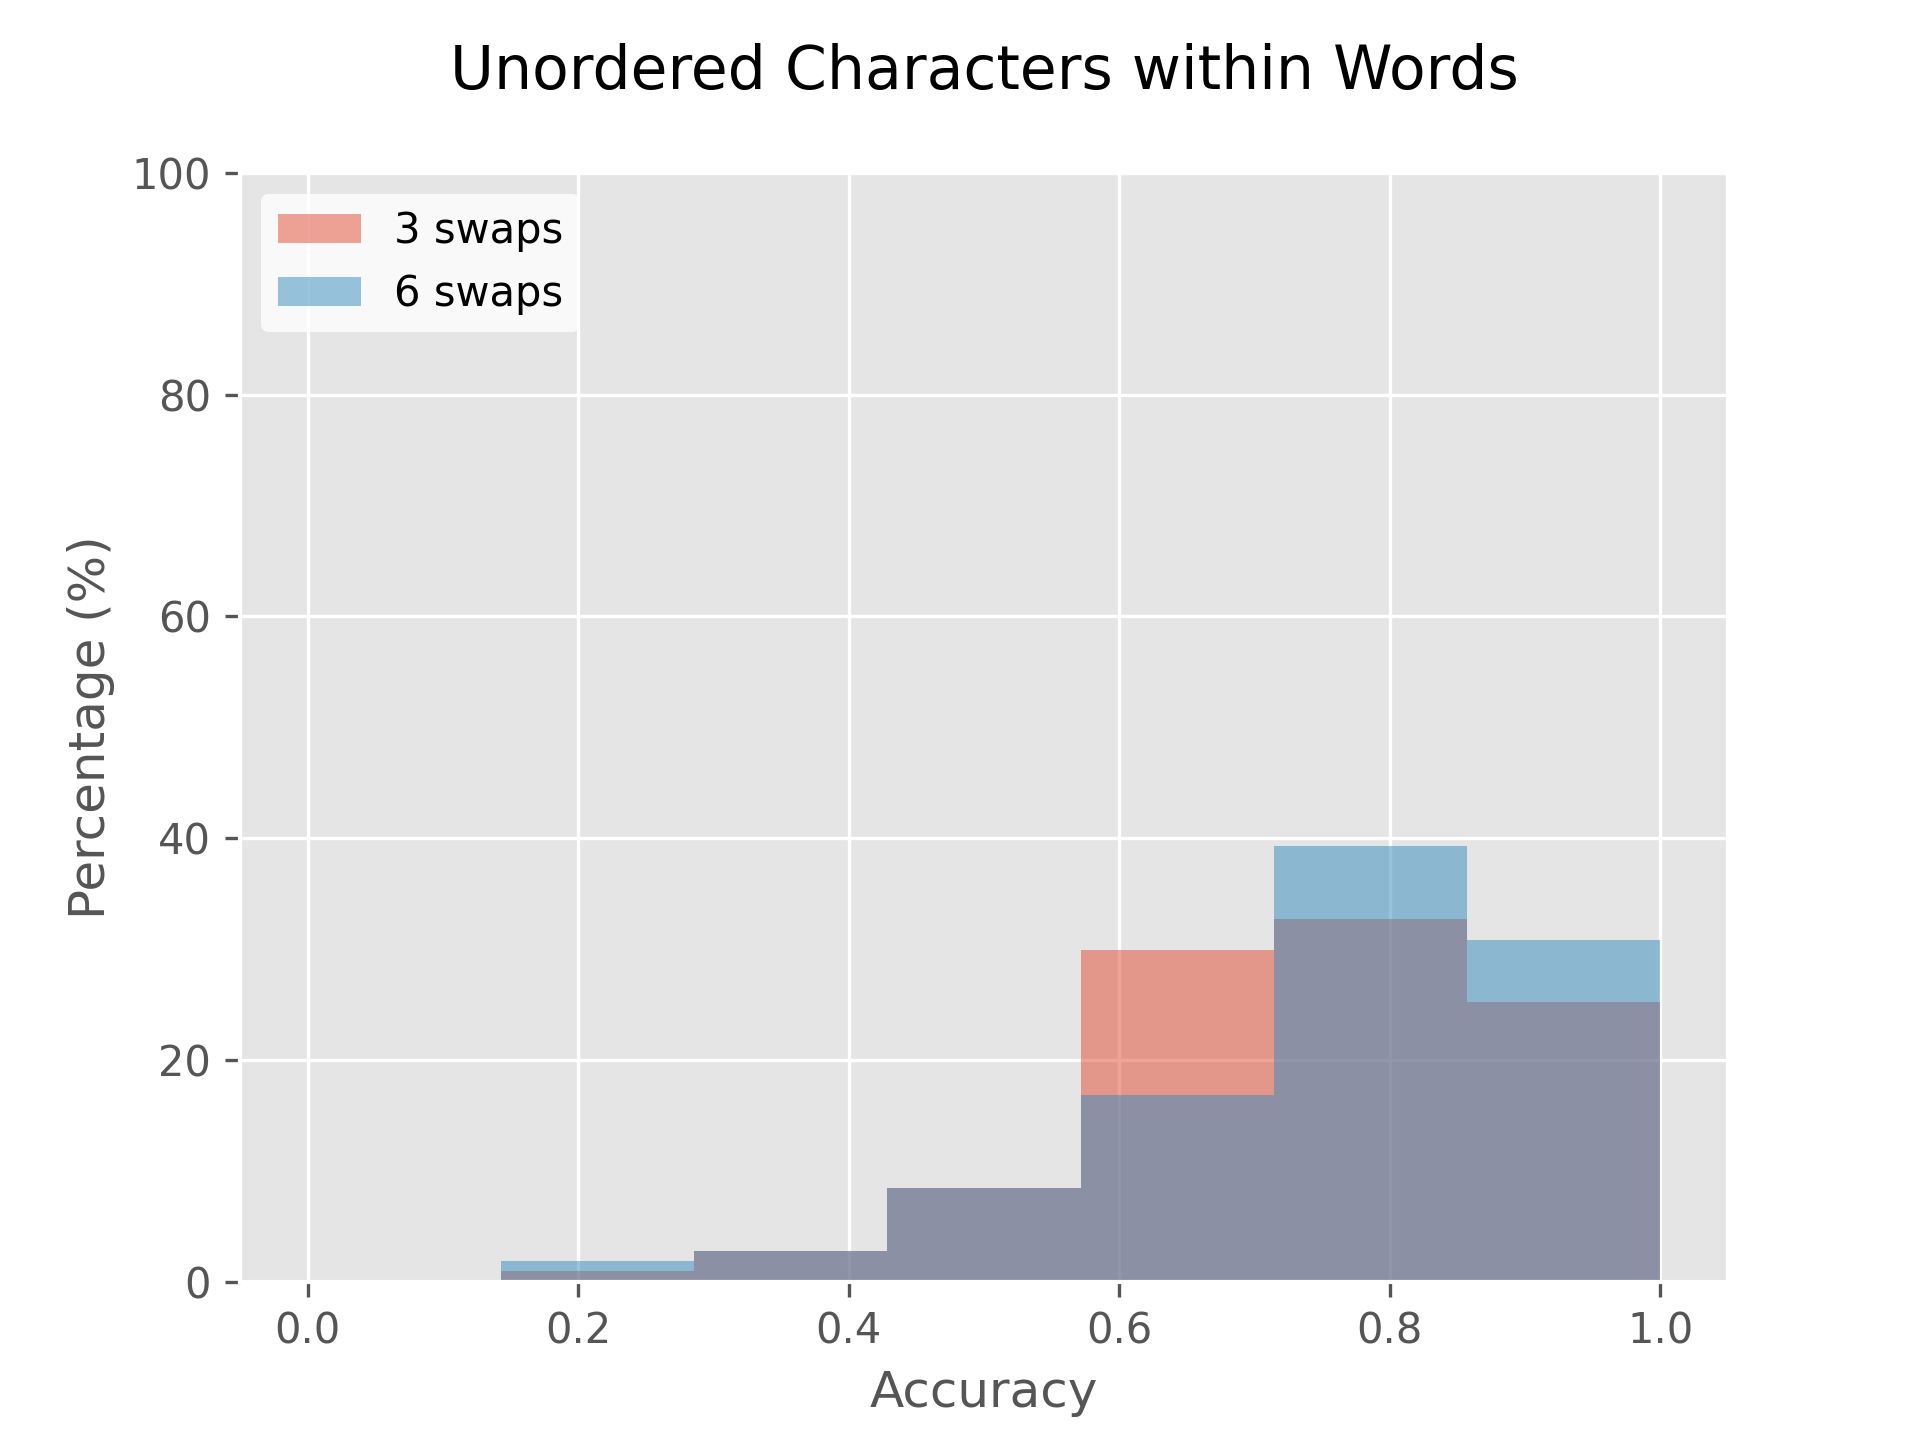 Unordered Characters within Words
100
80
60
40
20
0
Percentage (%)
3 swaps
6 swaps
0.0 0.2 0.4 0.6 0.8 1.0
Accuracy